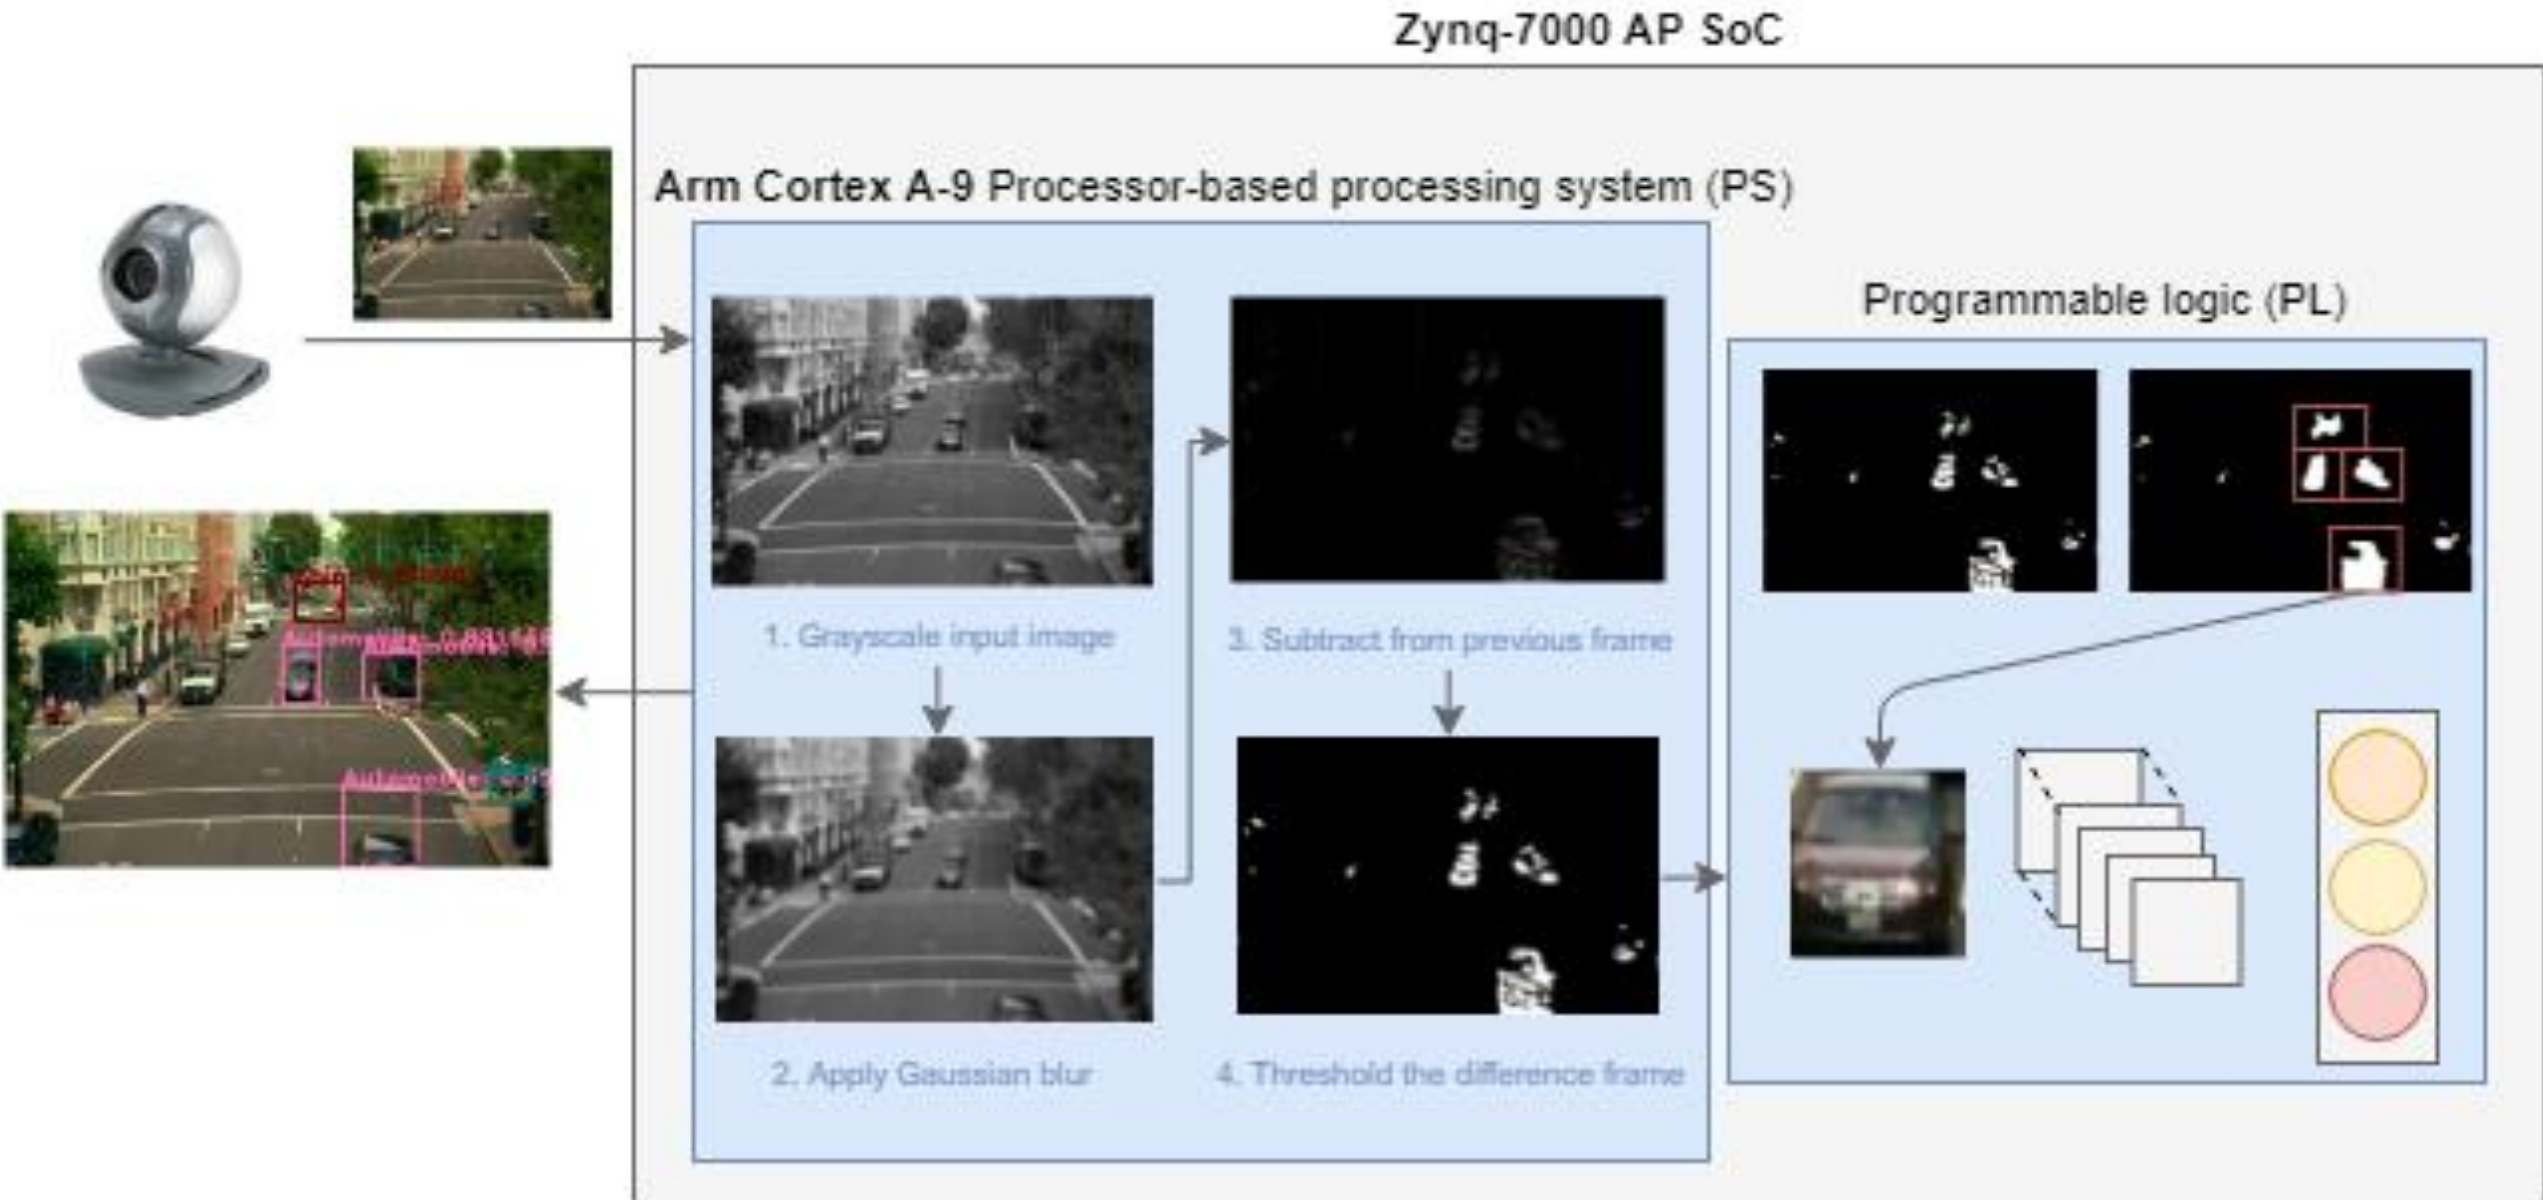 Zynq-7000 AP SoC
Arm Cortex A-9 Processor-based processing system (PS)
Programmable logic (PL)
1. Grayscale input image
3. Subtract from previous frame
2. Apply Gaussian blur
4. Threshold the difference frame